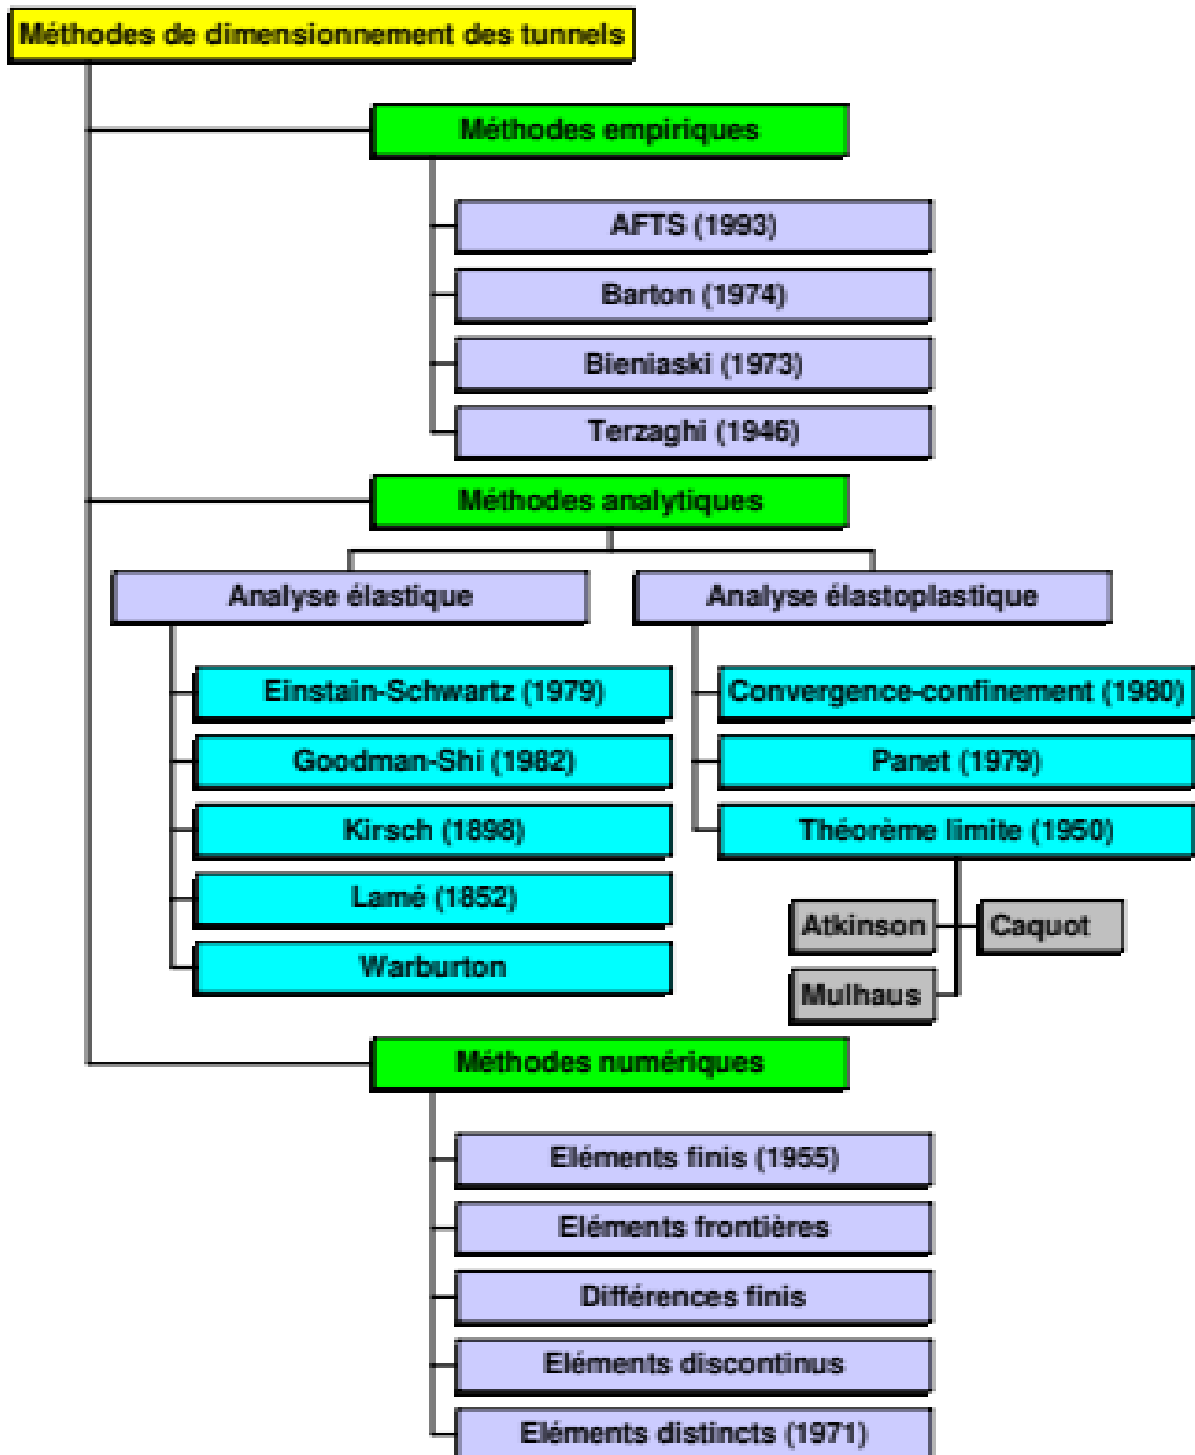 Méthodes de dimensionnement des tunnels
Méthodes empiriques
AFTS (1993)
Barton (1974)
Bieniaski (1973)
Terzaghi (1946)
Méthodes analytiques
Analyse élastique
Einstain-Schwartz (1979)
Goodman-Shi (1982)
Kirsch (1898)
Lamé (1852)
Warburton
Analyse élastoplastique
Convergence-confinement (1980)
Panet (1979)
Théorème limite (1950)
Atkinson
Caquot
Mulhaus
Méthodes numériques
Eléments finis (1955)
Eléments frontières
Différences finis
Eléments discontinus
Eléments distincts (1971)